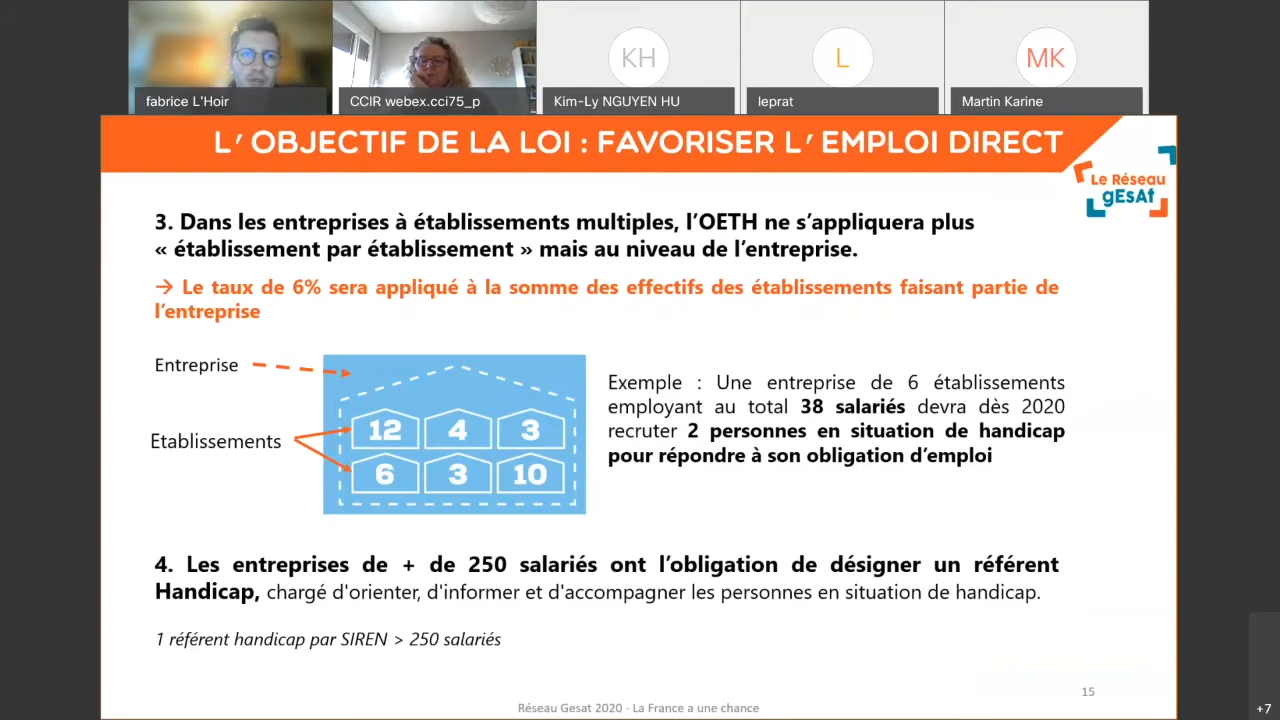 KH
L
MK
fabrice L'Hoir
CCIR webex.cci75_p
Kim-Ly NGUYEN HU
leprat
Martin Karine
L' OBJECTIF DE LA LOI : FAVORISER L' EMPLOI DIRECT
Le Réseau
gESAt
3. Dans les entreprises à établissements multiples, l'OETH ne s'appliquera plus
« établissement par établissement » mais au niveau de l'entreprise.
→ Le taux de 6% sera appliqué à la somme des effectifs des établissements faisant partie de
l'entreprise
Entreprise
Etablissements
12 4 3
6 3 10
Exemple : Une entreprise de 6 établissements
employant au total 38 salariés devra dès 2020
recruter 2 personnes en situation de handicap
pour répondre à son obligation d'emploi
4. Les entreprises de + de 250 salariés ont l'obligation de désigner un référent
Handicap, chargé d'orienter, d'informer et d'accompagner les personnes en situation de handicap.
1 référent handicap par SIREN > 250 salariés
15
Réseau Gesat 2020 - La France a une chance
+7